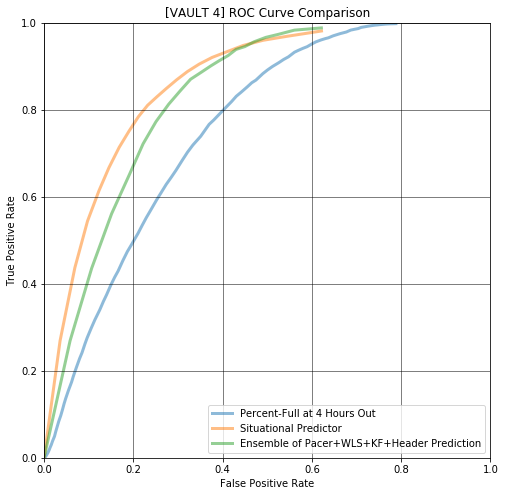 [VAULT 4] ROC Curve Comparison
1.0
0.8
0.6
0.4
0.2
0.0
True Positive Rate
Percent-Full at 4 Hours Out
Situational Predictor
Ensemble of Pacer+WLS+KF+Header Prediction
0.0 0.2 0.4 0.6 0.8 1.0
False Positive Rate